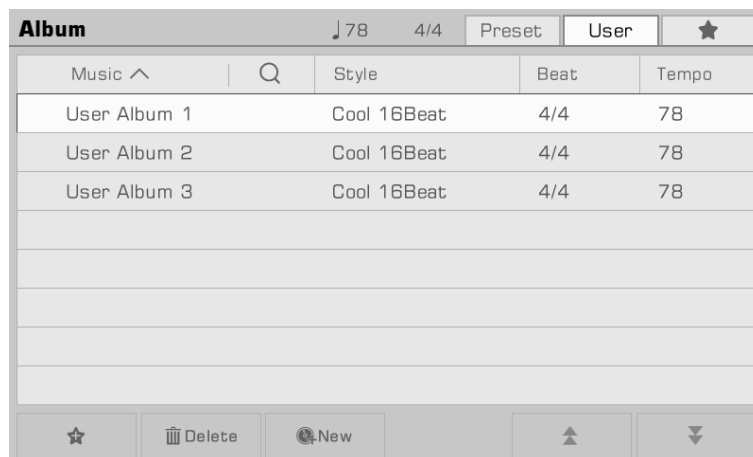 Album 78 4/4 Preset User
Music Style Beat Tempo
User Album 1 Cool 16Beat 4/4 78
User Album 2 Cool 16Beat 4/4 78
User Album 3 Cool 16Beat 4/4 78
Delete New